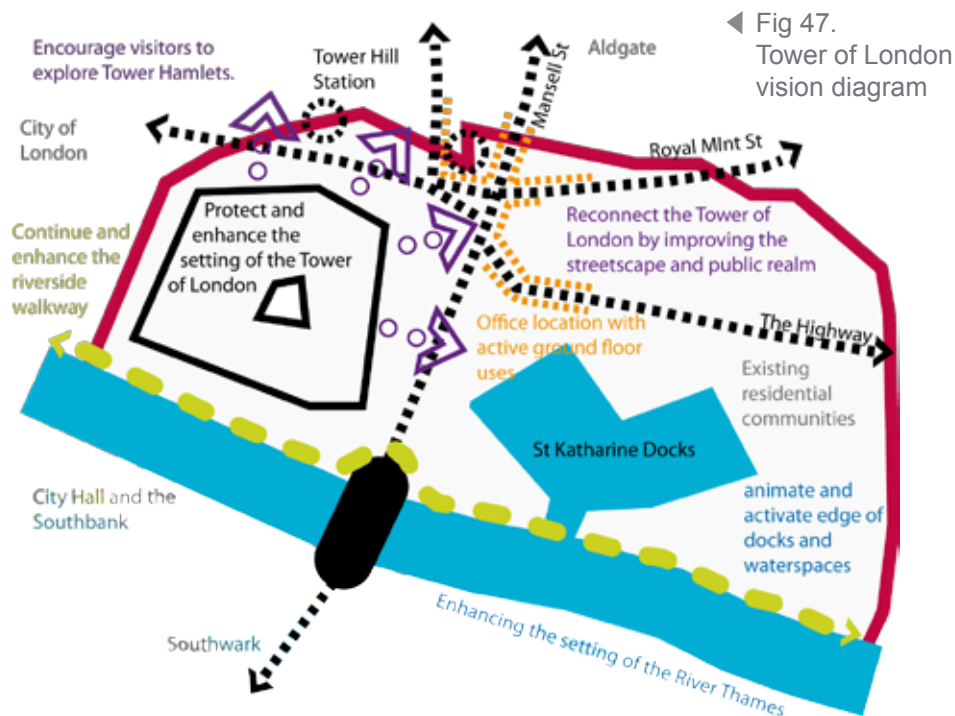 Fig 47.
Tower of London
vision diagram
Encourage visitors to
explore Tower Hamlets.
Tower Hill
Station
Mansell St
Aldgate
City of
London
Royal MInt St
Protect and
enhance the
setting of the Tower
of London
Reconnect the Tower of
London by improving the
streetscape and public realm
Continue and
enhance the
riverside
walkway
The Highway
Office location with
active ground floor
uses
Existing
residential
communities
St Katharine Docks
City Hall and the
Southbank
animate and
activate edge of
docks and
waterspaces
Enhancing the setting of the River Thames
Southwark